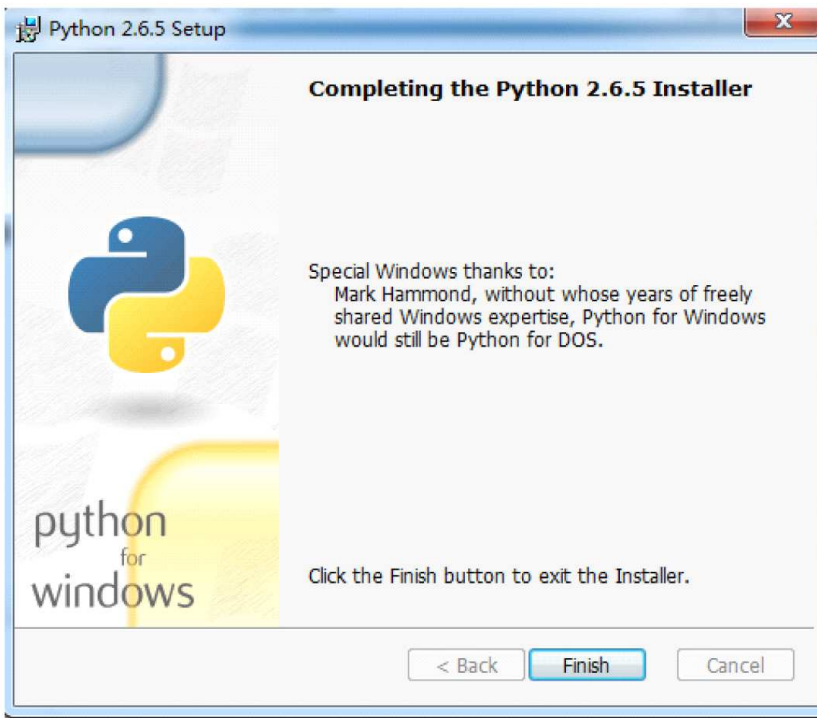 Python 2.6.5 Setup
Completing the Python 2.6.5 Installer
Special Windows thanks to:
Mark Hammond, without whose years of freely
shared Windows expertise, Python for Windows
would still be Python for DOS.
python
for
windows
Click the Finish button to exit the Installer.
< Back
Finish
Cancel